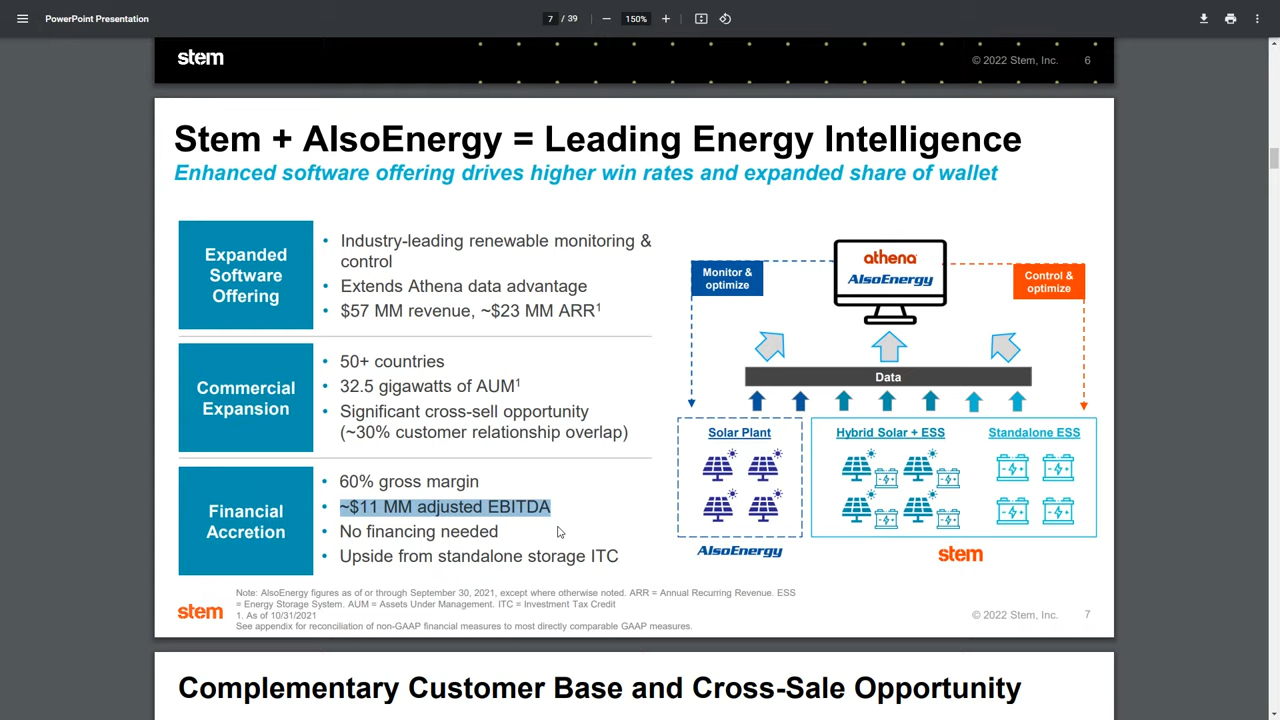 PowerPoint Presentation
7 / 39
150%
stem
© 2022 Stem, Inc. 6
Stem + AlsoEnergy = Leading Energy Intelligence
Enhanced software offering drives higher win rates and expanded share of wallet
Expanded
Software
Offering
• Industry-leading renewable monitoring &
control
• Extends Athena data advantage
• $57 MM revenue, ~$23 MM ARR¹
Commercial
Expansion
• 50+ countries
• 32.5 gigawatts of AUM¹
• Significant cross-sell opportunity
(~30% customer relationship overlap)
Financial
Accretion
• 60% gross margin
• ~$11 MM adjusted EBITDA
• No financing needed
• Upside from standalone storage ITC
athena
AlsoEnergy
Monitor &
optimize
Control &
optimize
Data
Solar Plant
Hybrid Solar + ESS
Standalone ESS
AlsoEnergy
stem
Note: AlsoEnergy figures as of or through September 30, 2021, except where otherwise noted. ARR = Annual Recurring Revenue. ESS
= Energy Storage System. AUM = Assets Under Management. ITC = Investment Tax Credit
1. As of 10/31/2021
See appendix for reconciliation of non-GAAP financial measures to most directly comparable GAAP measures.
stem
© 2022 Stem, Inc. 7
Complementary Customer Base and Cross-Sale Opportunity